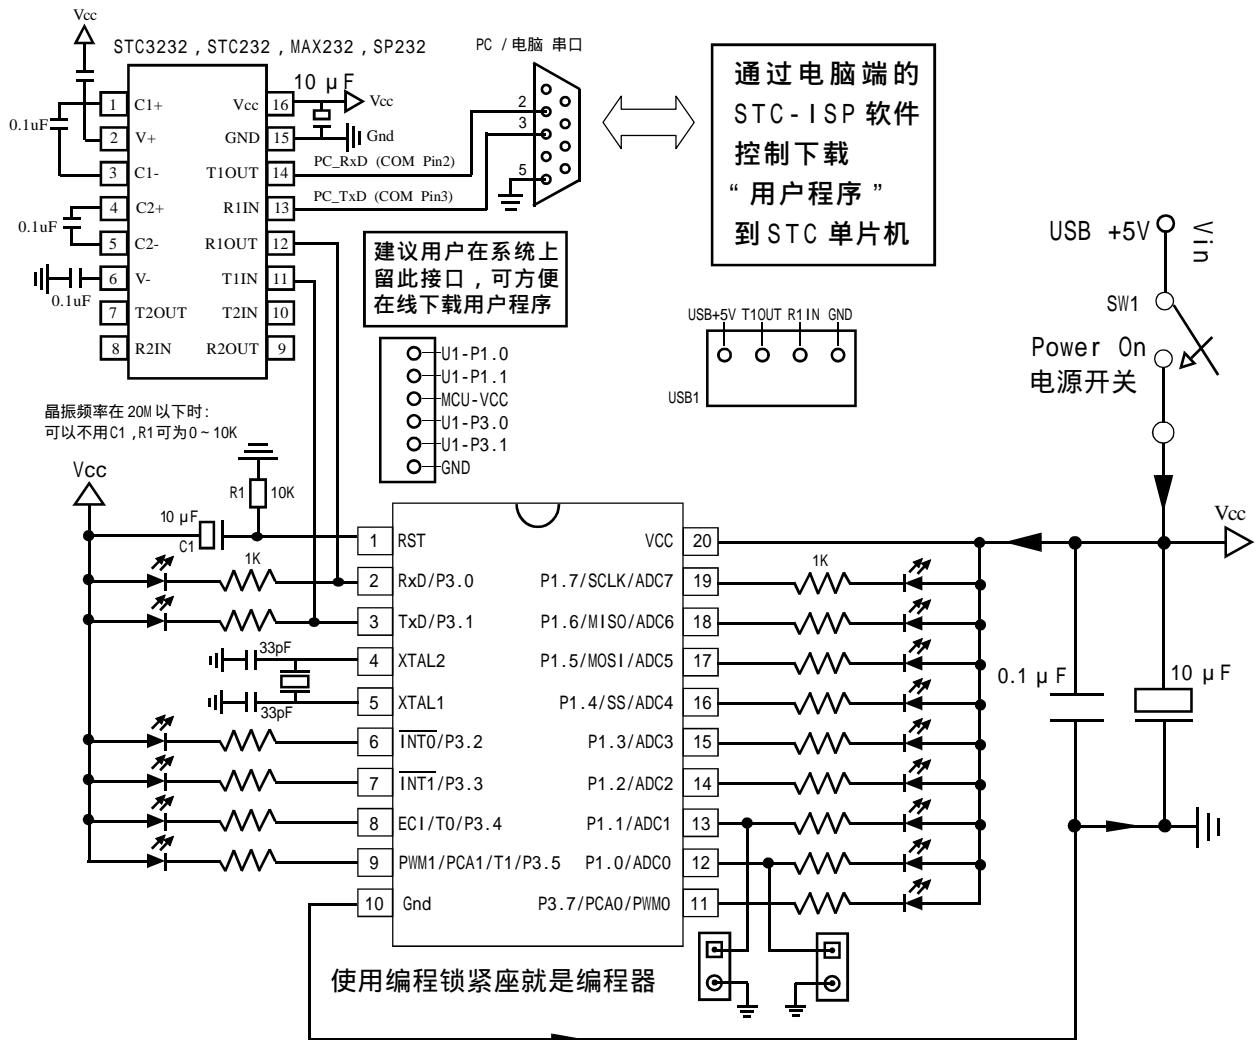 Vcc
STC3232 , STC232 , MAX232 , SP232
PC / 电脑 串口
10 μF
1 C1+
Vcc 16
Vcc
0.1uF
2 V+
GND 15
Gnd
3 C1-
T1OUT 14
PC_RxD (COM Pin2)
4 C2+
R1IN 13
PC_TxD (COM Pin3)
0.1uF
5 C2-
R1OUT 12
6 V-
T1IN 11
0.1uF
7 T2OUT
T2IN 10
8 R2IN
R2OUT 9
2
3
5
通过电脑端的
STC-ISP 软件
控制下载
“用户程序”
到STC 单片机
建议用户在系统上
留此接口，可方便
在线下载用户程序
U1-P1.0
U1-P1.1
MCU-VCC
U1-P3.0
U1-P3.1
GND
USB+5V T1OUT R1IN GND
USB1
USB +5V
Vin
SW1
Power On
电源开关
晶振频率在 20M 以下时：
可以不用C1 ,R1可为0~10K
Vcc
R1 10K
10 μF
C1
1K
33pF
33pF
1 RST
2 RxD/P3.0
3 TxD/P3.1
4 XTAL2
5 XTAL1
6 INT0/P3.2
7 INT1/P3.3
8 ECI/T0/P3.4
9 PWM1/PCA1/T1/P3.5
10 Gnd
VCC 20
P1.7/SCLK/ADC7 19
P1.6/MISO/ADC6 18
P1.5/MOSI/ADC5 17
P1.4/SS/ADC4 16
P1.3/ADC3 15
P1.2/ADC2 14
P1.1/ADC1 13
P1.0/ADC0 12
P3.7/PCA0/PWM0 11
1K
Vcc
0.1 μF
10 μF
使用编程锁紧座就是编程器